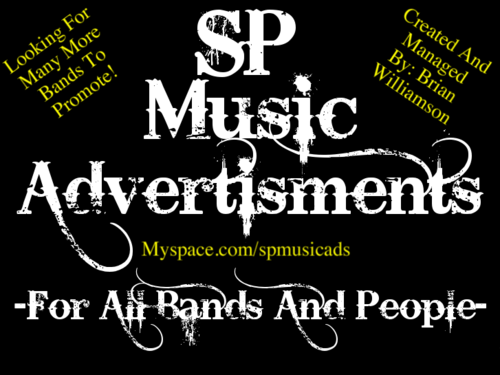 Looking For
Many More
Bands To
Promote!
SP
Music
Advertisments
Created And
Managed
By: Brian
Williamson
Myspace.com/spmusicads
-For All Bands And People-